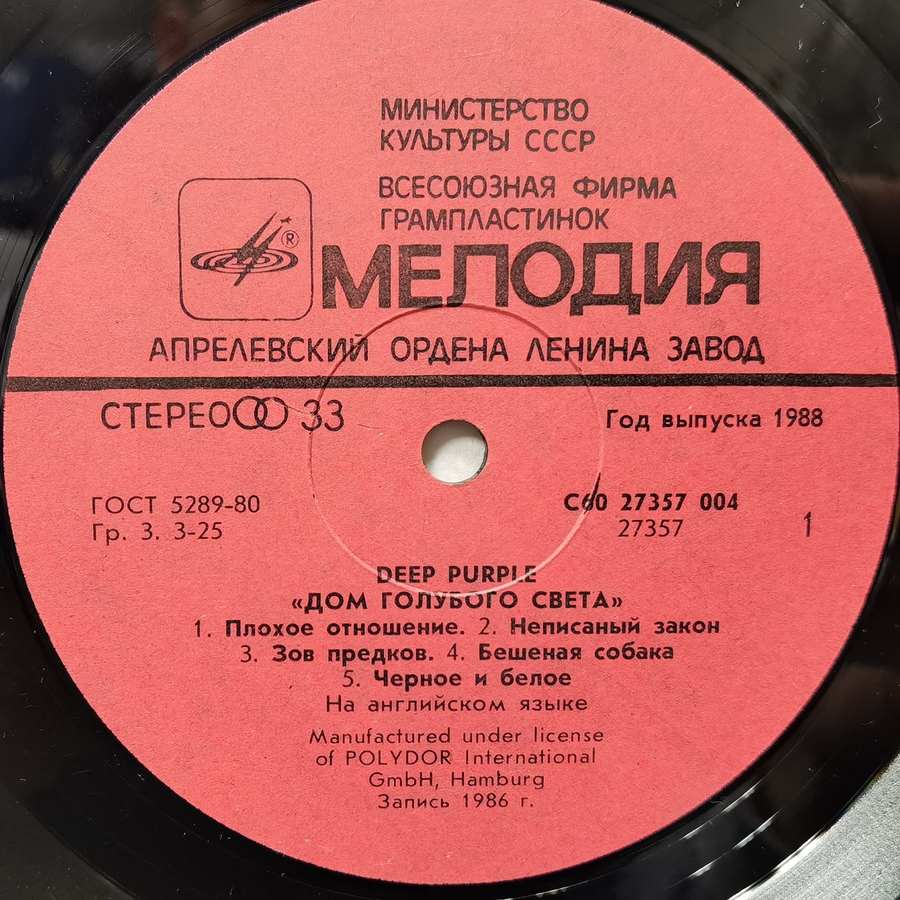 МИНИСТЕРСТВО
КУЛЬТУРЫ СССР
ВСЕСОЮЗНАЯ ФИРМА
ГРАМПЛАСТИНОК
®
МЕЛОДИЯ
АПРЕЛЕВСКИЙ ОРДЕНА ЛЕНИНА ЗАВОД
СТЕРЕО 33
Год выпуска 1988
ГОСТ 5289-80
Гр. 3. 3-25
С60 27357 004
27357
1
DEEP PURPLE
«ДОМ ГОЛУБОГО СВЕТА»
1. Плохое отношение. 2. Неписаный закон
3. Зов предков. 4. Бешеная собака
5. Черное и белое
На английском языке
Manufactured under license
of POLYDOR International
GmbH, Hamburg
Запись 1986 г.